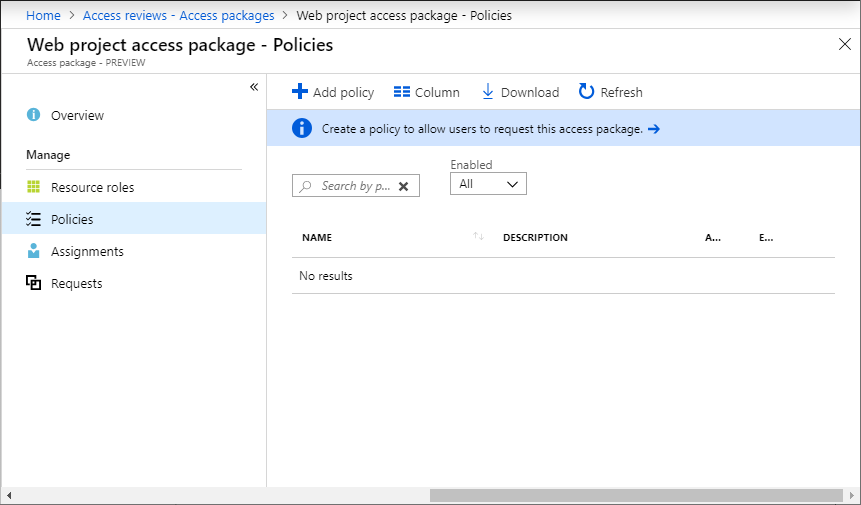 Home > Access reviews - Access packages > Web project access package - Policies
Web project access package - Policies
Access package - PREVIEW
Overview
Manage
Resource roles
Policies
Assignments
Requests
Add policy Column Download Refresh
Create a policy to allow users to request this access package.
Enabled
Search by p... All
NAME DESCRIPTION A... E...
No results